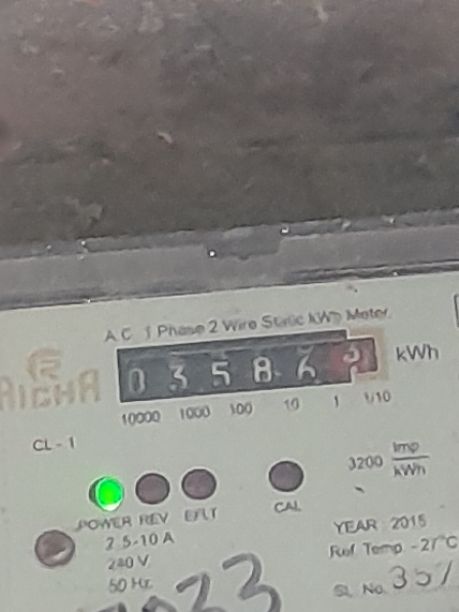 A C 1 Phase 2 Wire Static kWh Meter
0 3 5 8 6
kWh
10000 1000 100 10 1 1/10
CL - 1
3200 Imp/kWh
POWER REV EFLT CAL
2.5-10 A
240 V
50 Hz
YEAR : 2015
Ref Temp -27°C
SL No. 357